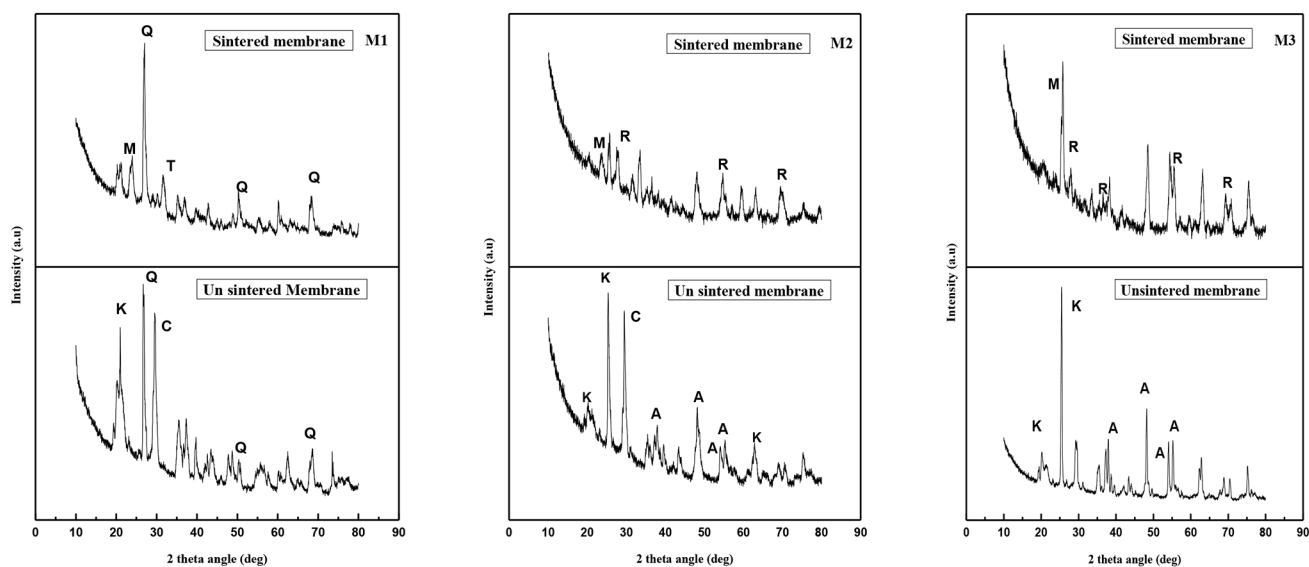 Sintered membrane
M1
Q
M
T
Q
Q
Un sintered Membrane
Q
K
C
Q
Q
Intensity (a.u)
0 10 20 30 40 50 60 70 80 90
2 theta angle (deg)
Sintered membrane
M2
M
R
R
R
Un sintered membrane
K
C
K
A
A
A
A
K
Intensity (a.u)
0 10 20 30 40 50 60 70 80 90
2 theta angle (deg)
Sintered membrane
M3
M
R
R
R
R
Unsintered membrane
K
K
A
A
A
A
Intensity (a.u)
0 10 20 30 40 50 60 70 80 90
2 theta angle (deg)